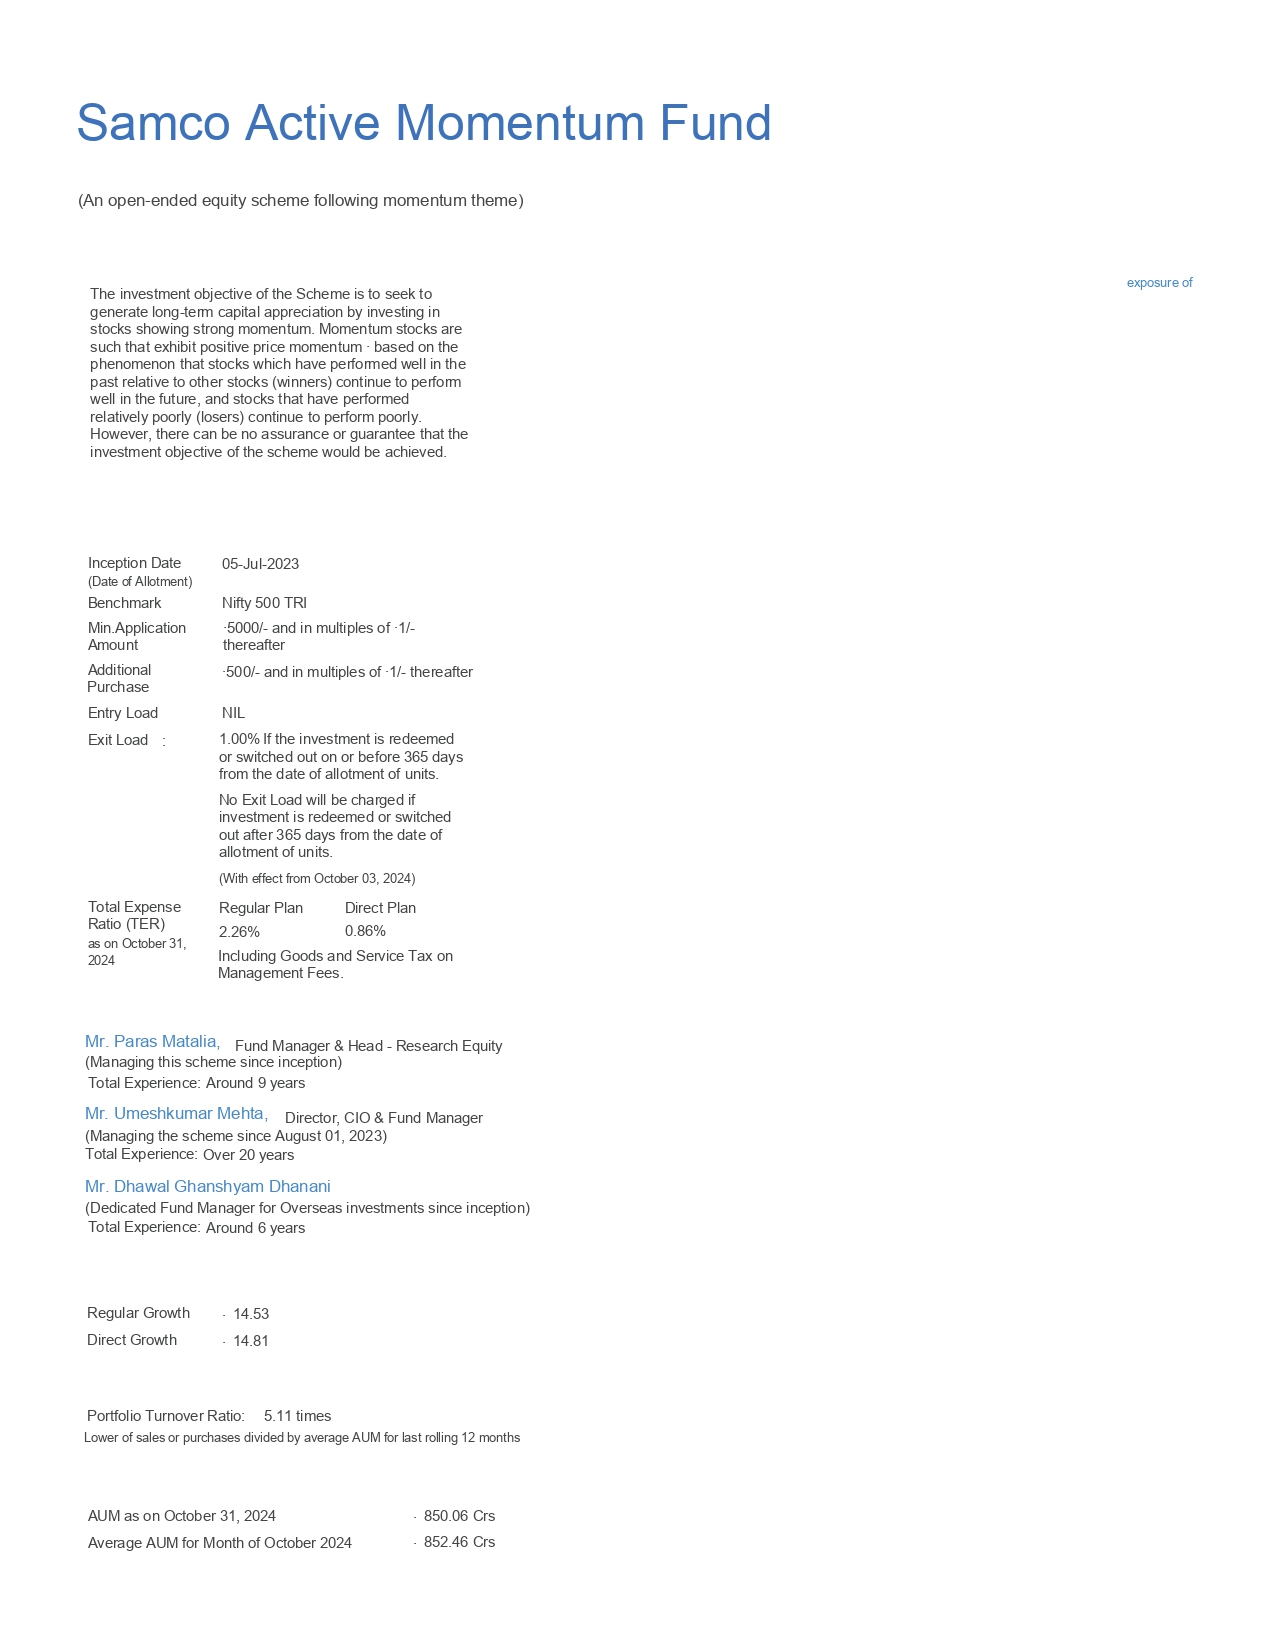 Samco Active Momentum Fund
(An open-ended equity scheme following momentum theme)
exposure of
The investment objective of the Scheme is to seek to
generate long-term capital appreciation by investing in
stocks showing strong momentum. Momentum stocks are
such that exhibit positive price momentum · based on the
phenomenon that stocks which have performed well in the
past relative to other stocks (winners) continue to perform
well in the future, and stocks that have performed
relatively poorly (losers) continue to perform poorly.
However, there can be no assurance or guarantee that the
investment objective of the scheme would be achieved.
Inception Date 05-Jul-2023
(Date of Allotment)
Benchmark Nifty 500 TRI
Min.Application ·5000/- and in multiples of ·1/-
Amount thereafter
Additional ·500/- and in multiples of ·1/- thereafter
Purchase
Entry Load NIL
Exit Load : 1.00% If the investment is redeemed
or switched out on or before 365 days
from the date of allotment of units.
No Exit Load will be charged if
investment is redeemed or switched
out after 365 days from the date of
allotment of units.
(With effect from October 03, 2024)
Total Expense Regular Plan Direct Plan
Ratio (TER) 2.26% 0.86%
as on October 31, Including Goods and Service Tax on
2024 Management Fees.
Mr. Paras Matalia, Fund Manager & Head - Research Equity
(Managing this scheme since inception)
Total Experience: Around 9 years
Mr. Umeshkumar Mehta, Director, CIO & Fund Manager
(Managing the scheme since August 01, 2023)
Total Experience: Over 20 years
Mr. Dhawal Ghanshyam Dhanani
(Dedicated Fund Manager for Overseas investments since inception)
Total Experience: Around 6 years
Regular Growth · 14.53
Direct Growth · 14.81
Portfolio Turnover Ratio: 5.11 times
Lower of sales or purchases divided by average AUM for last rolling 12 months
AUM as on October 31, 2024 · 850.06 Crs
Average AUM for Month of October 2024 · 852.46 Crs